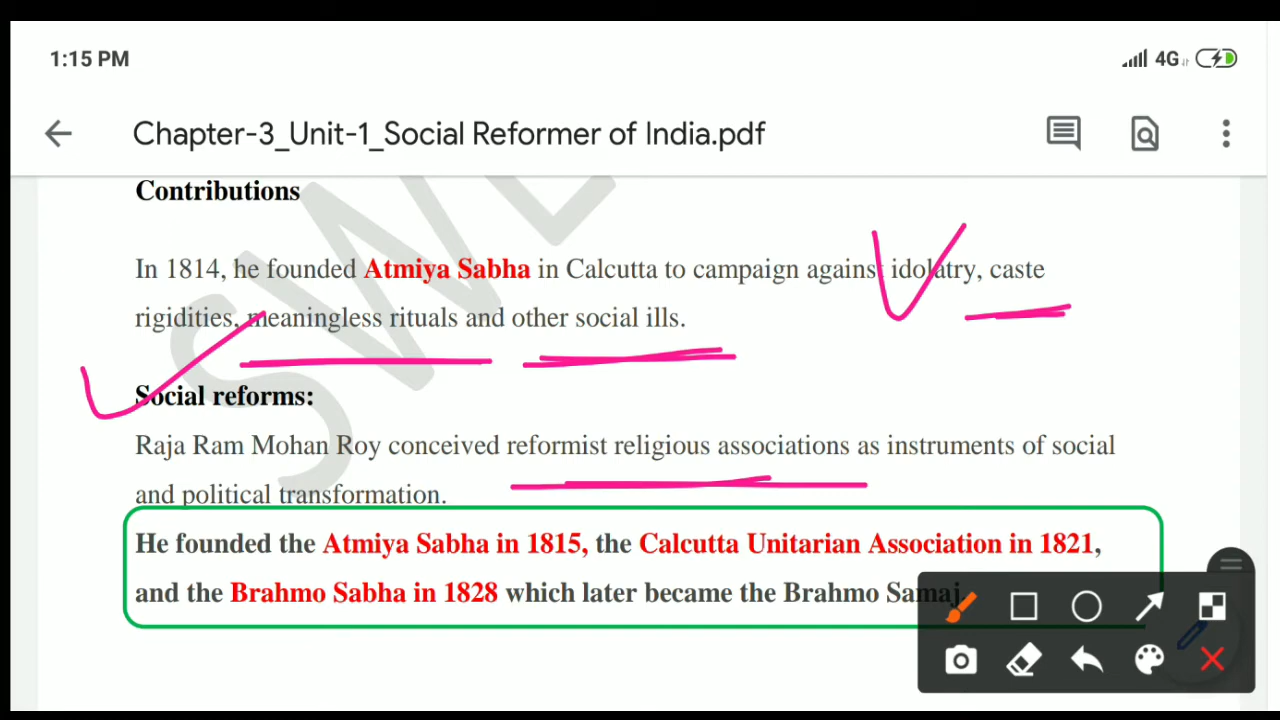 1:15 PM
4G
Chapter-3_Unit-1_Social Reformer of India.pdf
Contributions
In 1814, he founded Atmiya Sabha in Calcutta to campaign against idolatry, caste
rigidities, meaningless rituals and other social ills.
Social reforms:
Raja Ram Mohan Roy conceived reformist religious associations as instruments of social
and political transformation.
He founded the Atmiya Sabha in 1815, the Calcutta Unitarian Association in 1821,
and the Brahmo Sabha in 1828 which later became the Brahmo Samaj.